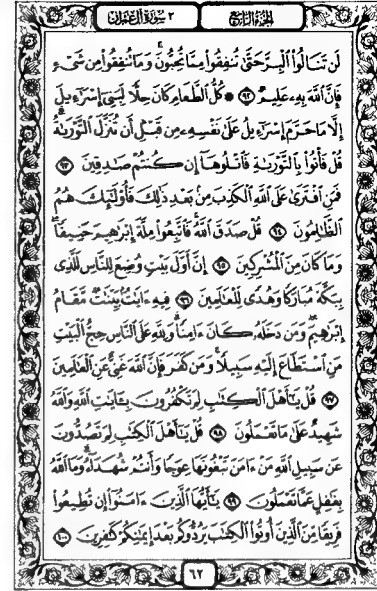 الجزء الرابع
٣ سورة آل عمران
لَن تَنَالُوا۟ ٱلْبِرَّ حَتَّىٰ تُنفِقُوا۟ مِمَّا تُحِبُّونَ ۚ وَمَا تُنفِقُوا۟ مِن شَىْءٍ
فَإِنَّ ٱللَّهَ بِهِۦ عَلِيمٌ ٩٢ ۞ كُلُّ ٱلطَّعَامِ كَانَ حِلًّا لِّبَنِىٓ إِسْرَٰٓءِيلَ
إِلَّا مَا حَرَّمَ إِسْرَٰٓءِيلُ عَلَىٰ نَفْسِهِۦ مِن قَبْلِ أَن تُنَزَّلَ ٱلتَّوْرَىٰةُ ۗ
قُلْ فَأْتُوا۟ بِٱلتَّوْرَىٰةِ فَٱتْلُوهَآ إِن كُنتُمْ صَٰدِقِينَ ٩٣
فَمَنِ ٱفْتَرَىٰ عَلَى ٱللَّهِ ٱلْكَذِبَ مِنۢ بَعْدِ ذَٰلِكَ فَأُو۟لَٰٓئِكَ هُمُ
ٱلظَّٰلِمُونَ ٩٤ قُلْ صَدَقَ ٱللَّهُ ۗ فَٱتَّبِعُوا۟ مِلَّةَ إِبْرَٰهِيمَ حَنِيفًا ۖ
وَمَا كَانَ مِنَ ٱلْمُشْرِكِينَ ٩٥ إِنَّ أَوَّلَ بَيْتٍ وُضِعَ لِلنَّاسِ لَلَّذِى
بِبَكَّةَ مُبَارَكًا وَهُدًى لِّلْعَٰلَمِينَ ٩٦ فِيهِ ءَايَٰتٌۢ بَيِّنَٰتٌ مَّقَامُ
إِبْرَٰهِيمَ ۖ وَمَن دَخَلَهُۥ كَانَ ءَامِنًا ۗ وَلِلَّهِ عَلَى ٱلنَّاسِ حِجُّ ٱلْبَيْتِ
مَنِ ٱسْتَطَاعَ إِلَيْهِ سَبِيلًا ۚ وَمَن كَفَرَ فَإِنَّ ٱللَّهَ غَنِىٌّ عَنِ ٱلْعَٰلَمِينَ
٩٧ قُلْ يَٰٓأَهْلَ ٱلْكِتَٰبِ لِمَ تَكْفُرُونَ بِـَٔايَٰتِ ٱللَّهِ وَٱللَّهُ
شَهِيدٌ عَلَىٰ مَا تَعْمَلُونَ ٩٨ قُلْ يَٰٓأَهْلَ ٱلْكِتَٰبِ لِمَ تَصُدُّونَ
عَن سَبِيلِ ٱللَّهِ مَنْ ءَامَنَ تَبْغُونَهَا عِوَجًا وَأَنتُمْ شُهَدَآءُ ۗ وَمَا ٱللَّهُ
بِغَٰفِلٍ عَمَّا تَعْمَلُونَ ٩٩ يَٰٓأَيُّهَا ٱلَّذِينَ ءَامَنُوٓا۟ إِن تُطِيعُوا۟
فَرِيقًا مِّنَ ٱلَّذِينَ أُوتُوا۟ ٱلْكِتَٰبَ يَرُدُّوكُم بَعْدَ إِيمَٰنِكُمْ كَٰفِرِينَ ١٠٠
٦٢